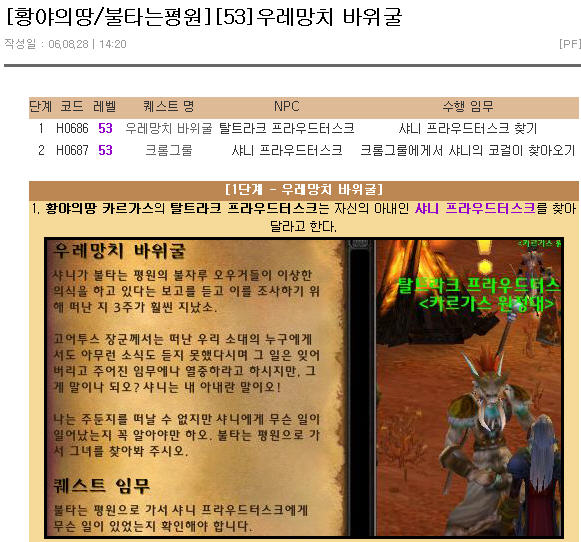 [황야의땅/불타는평원][53]우레망치 바위굴
작성일 : 06,08,28 | 14:20 [PF]
단계 코드 레벨 퀘스트 명 NPC 수행 임무
1 H0686 53 우레망치 바위굴 탈트라크 프라우드터스크 샤니 프라우드터스크 찾기
2 H0687 53 크롬그룰 샤니 프라우드터스크 크롬그룰에게서 샤니의 코걸이 찾아오기
[1단계 - 우레망치 바위굴]
1. 황야의땅 카르가스의 탈트라크 프라우드터스크는 자신의 아내인 샤니 프라우드터스크를 찾아
달라고 한다.
우레망치 바위굴
샤니가 불타는 평원의 불자루 오우거들이 이상한
의식을 하고 있다는 보고를 듣고 이를 조사하기 위
해 떠난 지 3주가 훨씬 지났소.
고어투스 장군께서는 떠난 우리 소대의 누구에게
서도 아무런 소식도 듣지 못했다시며 그 일은 잊어
버리고 주어진 임무에나 열중하라고 하시지만, 그
게 말이나 되오? 샤니는 내 아내란 말이오!
나는 주둔지를 떠날 수 없지만 샤니에게 무슨 일이
일어났는지 꼭 알아야만 하오. 불타는 평원으로 가
서 그녀를 찾아봐 주시오.
퀘스트 임무
불타는 평원으로 가서 샤니 프라우드터스크에게
무슨 일이 있었는지 확인해야 합니다.
<카르가스 원
탈트라크 프라우드터스
<카르가스 원정대>